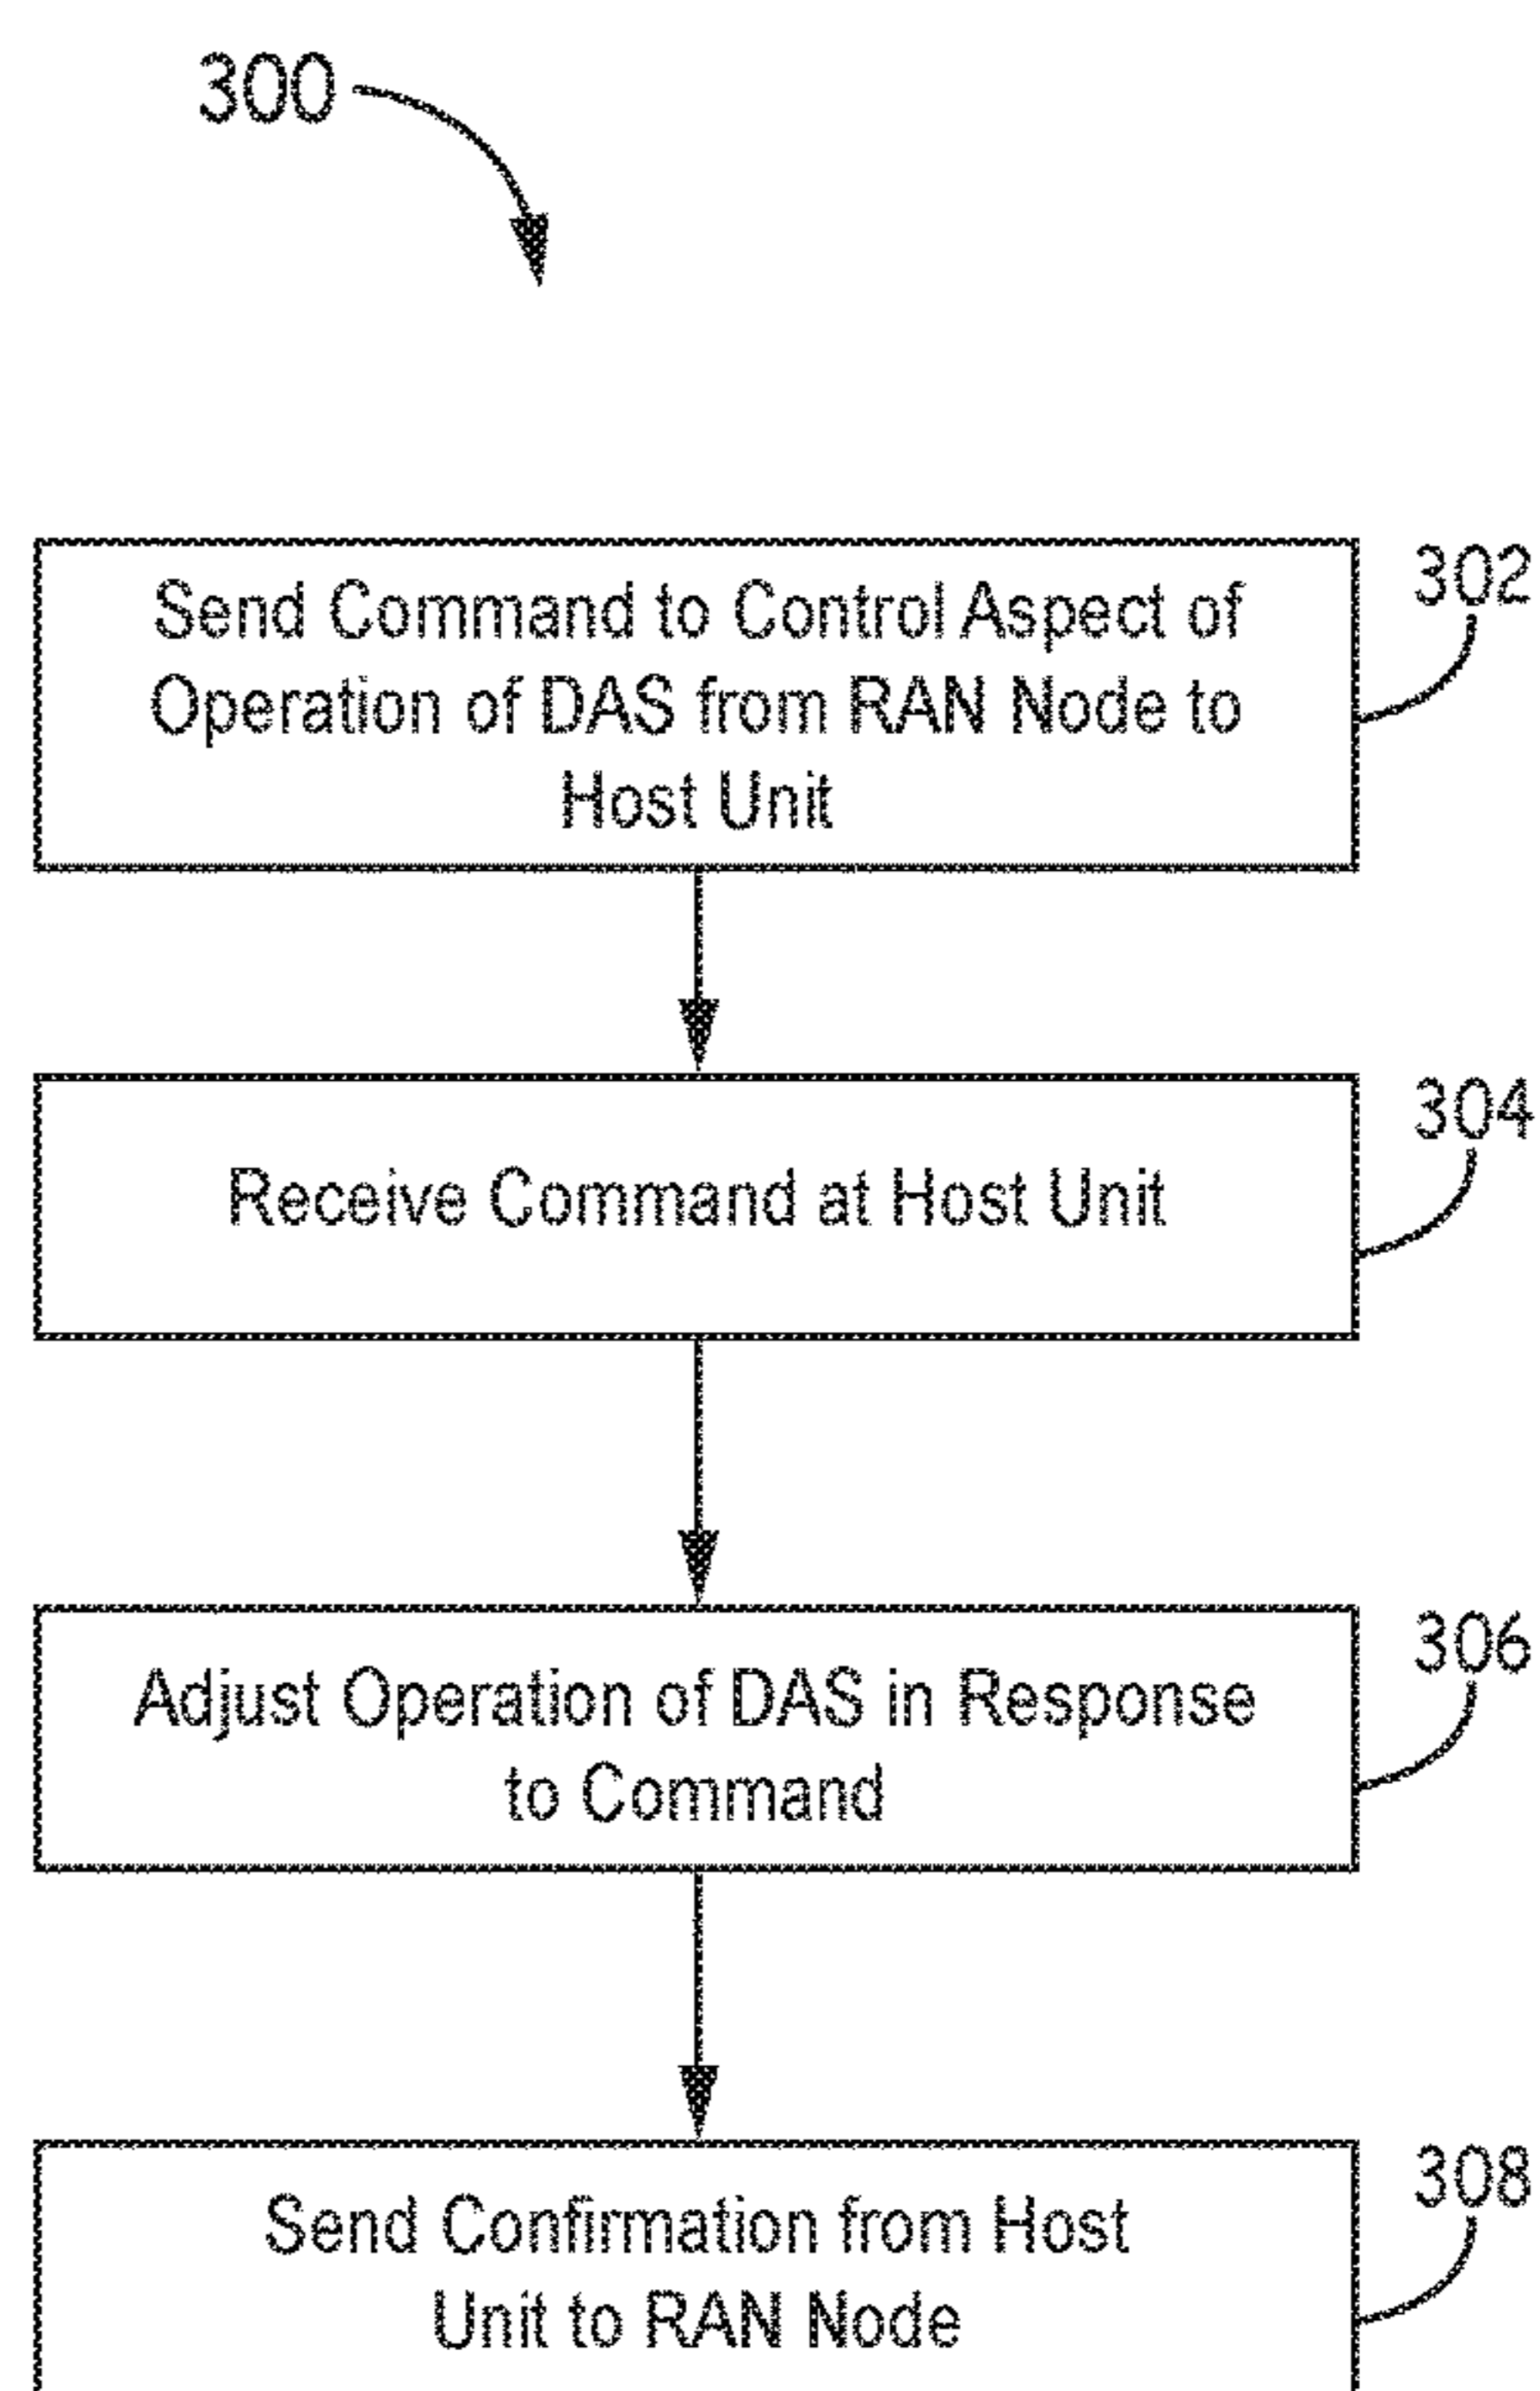 300
Send Command to Control Aspect of
Operation of DAS from RAN Node to
Host Unit
302
Receive Command at Host Unit
304
Adjust Operation of DAS in Response
to Command
306
Send Confirmation from Host
Unit to RAN Node
308